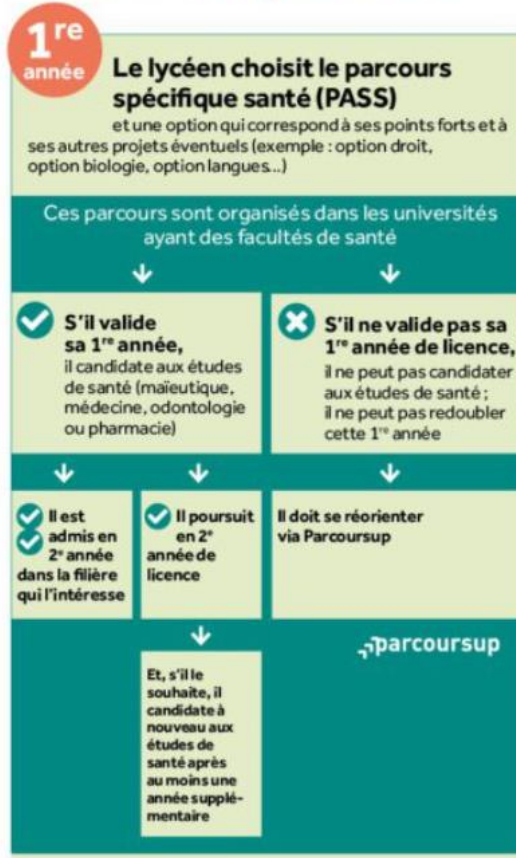 1re
année
Le lycéen choisit le parcours
spécifique santé (PASS)
et une option qui correspond à ses points forts et à
ses autres projets éventuels (exemple : option droit,
option biologie, option langues...)
Ces parcours sont organisés dans les universités
ayant des facultés de santé
S'il valide
sa 1re année,
il candidate aux études
de santé (maïeutique,
médecine, odontologie
ou pharmacie)
S'il ne valide pas sa
1re année de licence,
il ne peut pas candidater
aux études de santé ;
il ne peut pas redoubler
cette 1re année
Il est
admis en
2e année
dans la filière
qui l'intéresse
Il poursuit
en 2e
année de
licence
Il doit se réorienter
via Parcoursup
Et, s'il le
souhaite, il
candidate à
nouveau aux
études de
santé après
au moins une
année supplé-
mentaire
parcoursup